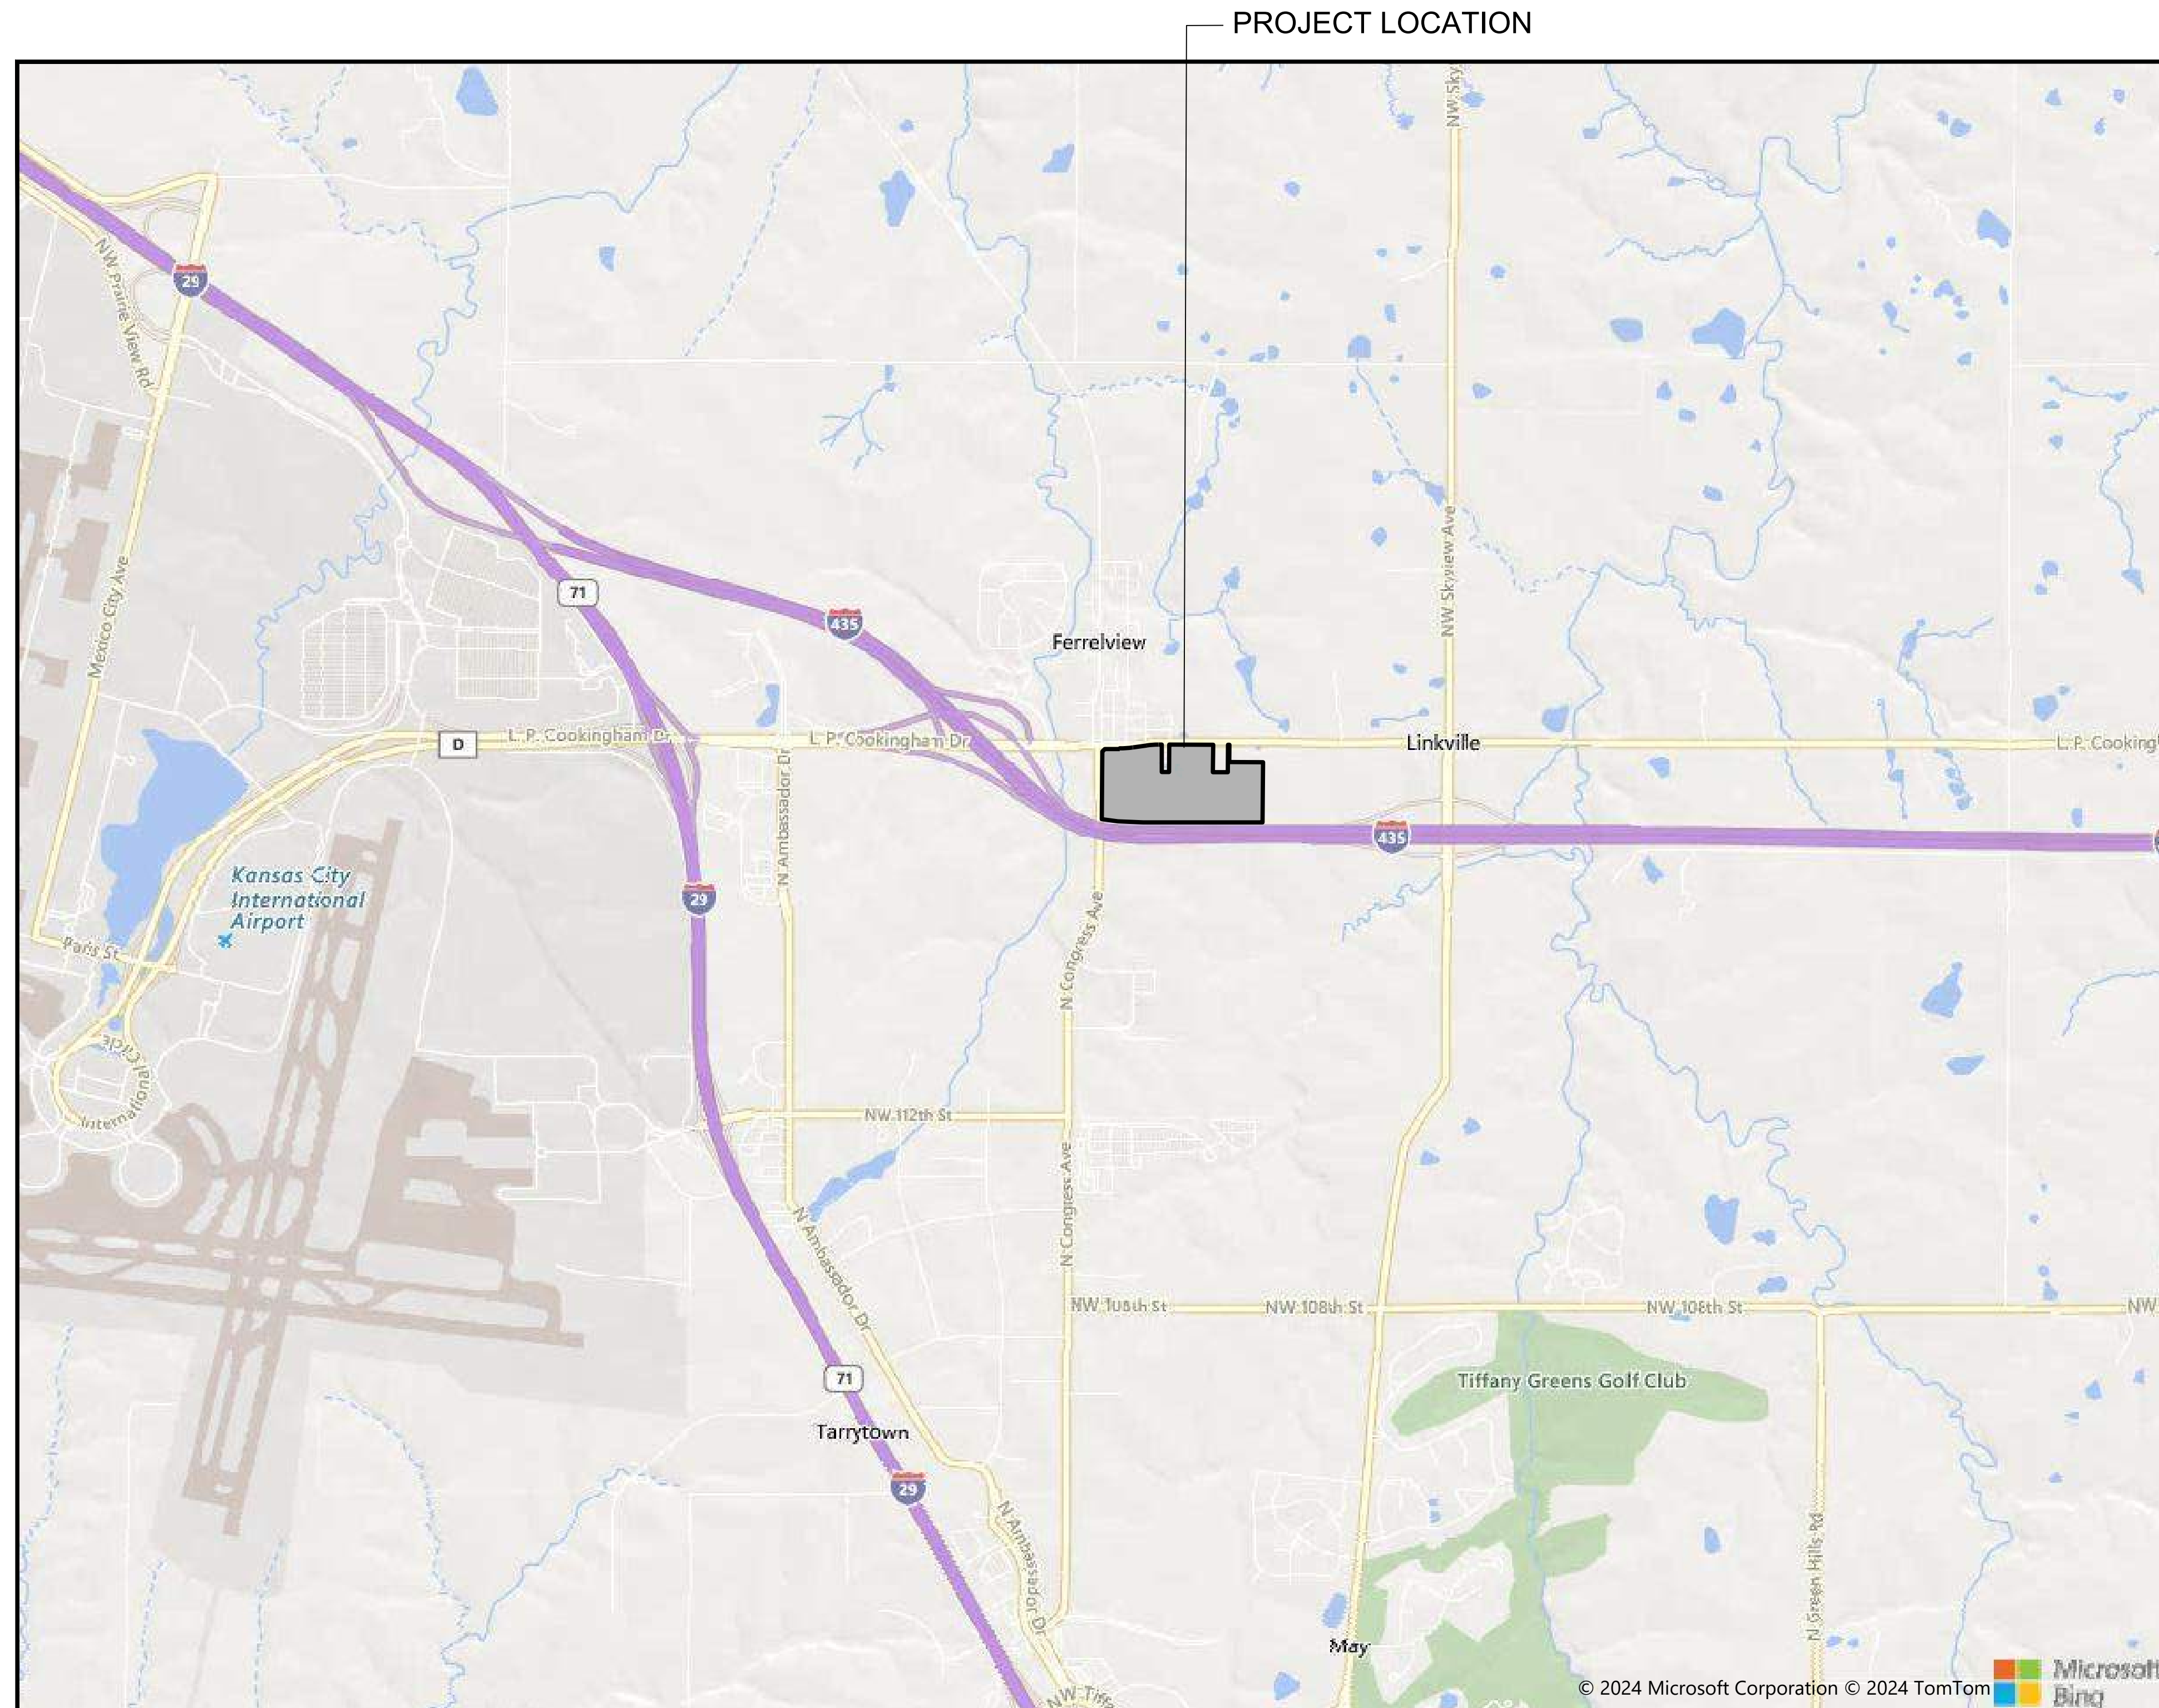 PROJECT LOCATION
NW Sky
29
NW Prairie View Rd
NW Skyview Ave
Mexico City Ave
71
435
Ferrelview
D
L. P. Cookingham Dr
L. P. Cookingham Dr
Linkville
L. P. Cooking
N Ambassador Dr
435
Kansas City
International
Airport
29
Paris St
N Congress Ave
International Circle
NW 112th St
N Congress Ave
N Ambassador Dr
NW 108th St
NW 108th St
NW 108th St
NW
71
Tiffany Greens Golf Club
Tarrytown
29
N Ambassador Dr
N Green Hills Rd
May
NW Tiff
© 2024 Microsoft Corporation © 2024 TomTom
Microsoft
Bing